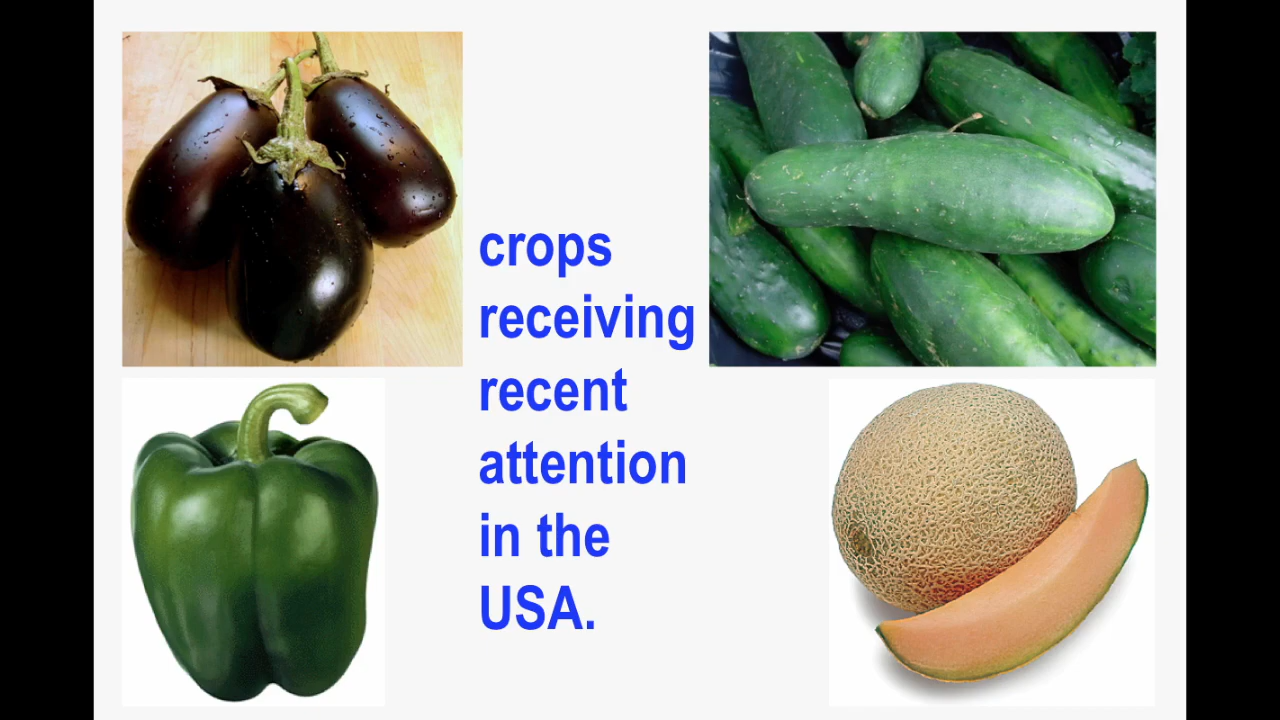 crops
receiving
recent
attention
in the
USA.